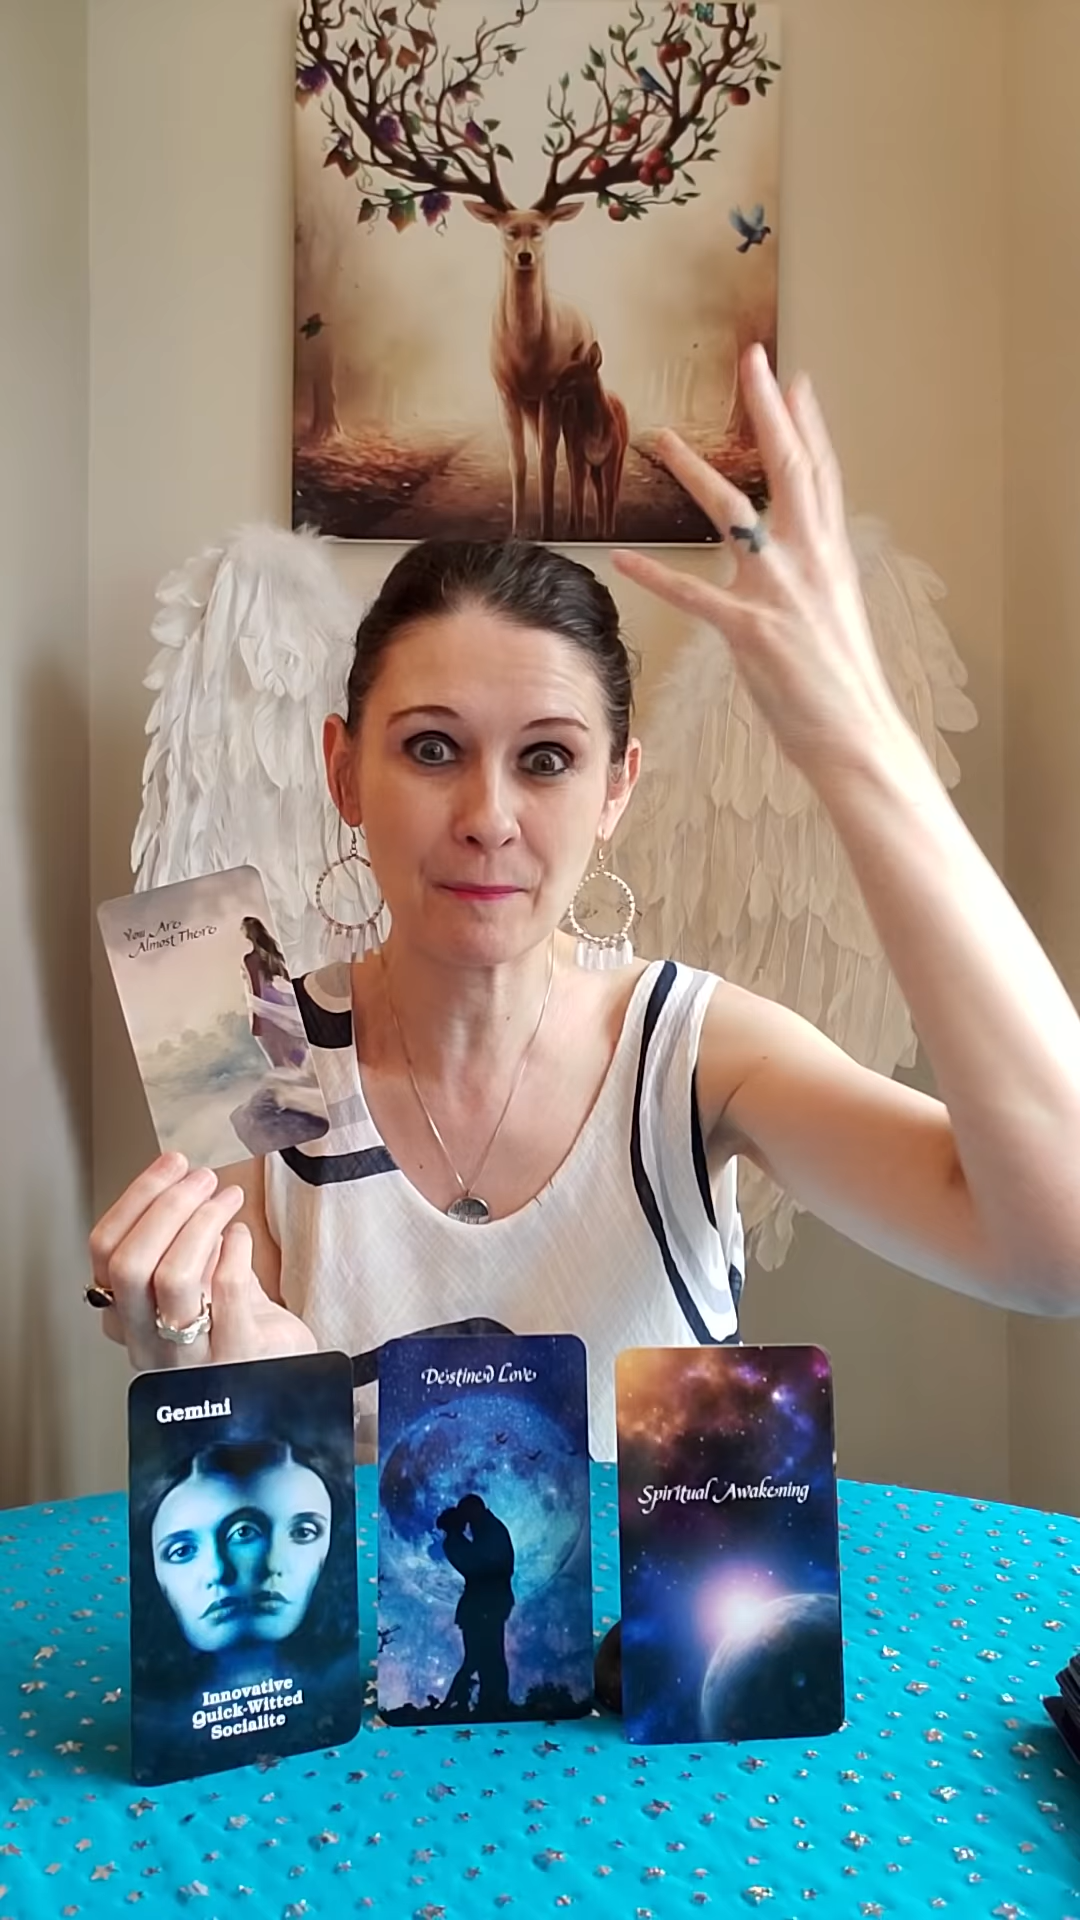 You Are
Almost There
Gemini
Innovative
Quick-Witted
Socialite
Destined Love
Spiritual Awakening